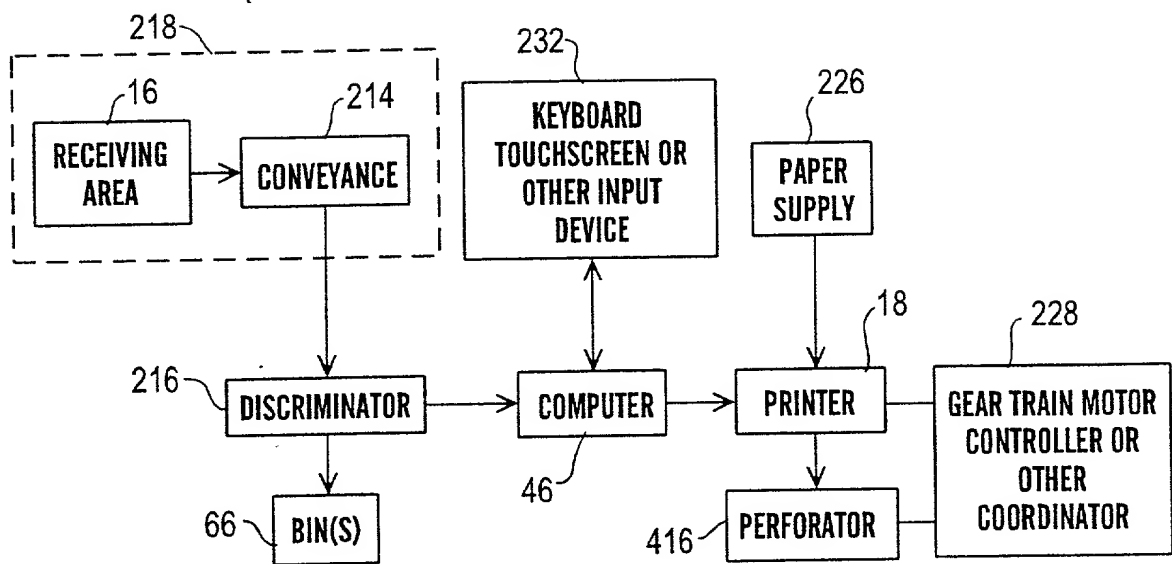 218
232
16
214
226
KEYBOARD
TOUCHSCREEN OR
OTHER INPUT
DEVICE
RECEIVING
AREA
CONVEYANCE
PAPER
SUPPLY
18
228
216
DISCRIMINATOR
COMPUTER
PRINTER
GEAR TRAIN MOTOR
CONTROLLER OR
OTHER
COORDINATOR
46
66
BIN(S)
416
PERFORATOR